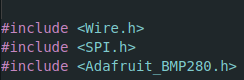 #include <Wire.h>
#include <SPI.h>
#include <Adafruit_BMP280.h>